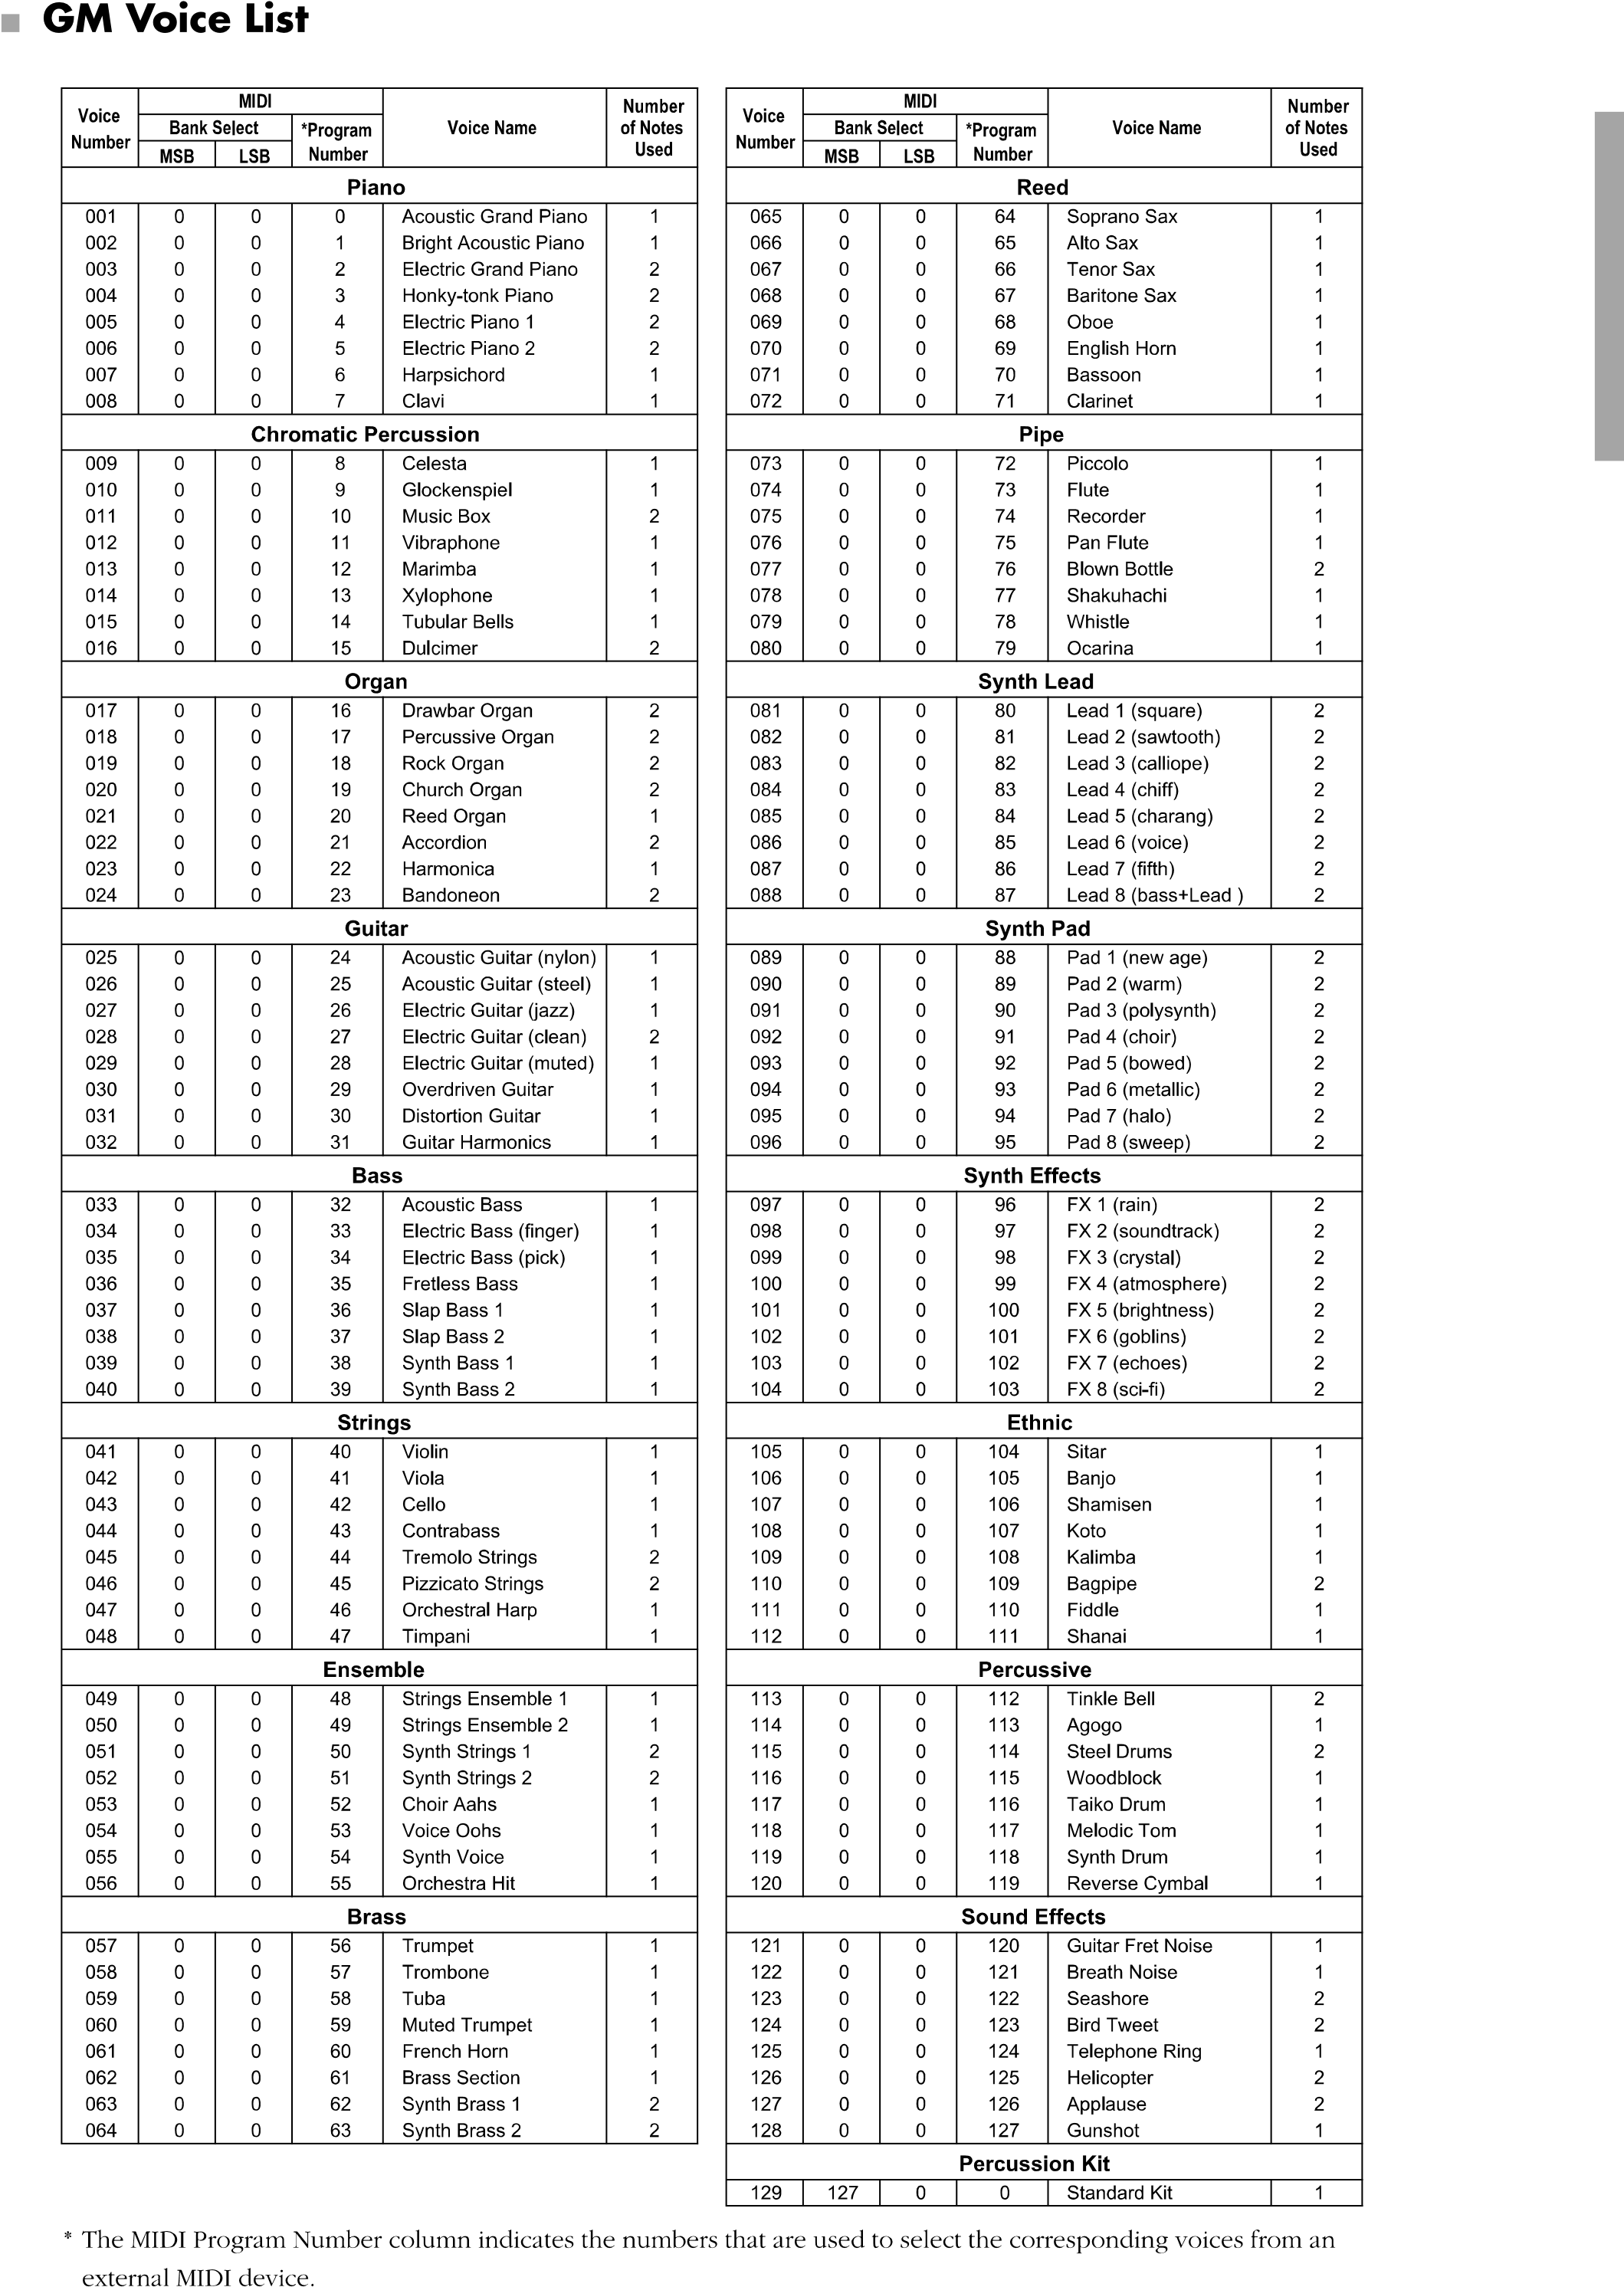 GM Voice List
Voice Number MIDI Bank Select MSB LSB *Program Number Voice Name Number of Notes Used
Piano
001 0 0 0 Acoustic Grand Piano 1
002 0 0 1 Bright Acoustic Piano 1
003 0 0 2 Electric Grand Piano 2
004 0 0 3 Honky-tonk Piano 2
005 0 0 4 Electric Piano 1 2
006 0 0 5 Electric Piano 2 2
007 0 0 6 Harpsichord 1
008 0 0 7 Clavi 1
Chromatic Percussion
009 0 0 8 Celesta 1
010 0 0 9 Glockenspiel 1
011 0 0 10 Music Box 2
012 0 0 11 Vibraphone 1
013 0 0 12 Marimba 1
014 0 0 13 Xylophone 1
015 0 0 14 Tubular Bells 1
016 0 0 15 Dulcimer 2
Organ
017 0 0 16 Drawbar Organ 2
018 0 0 17 Percussive Organ 2
019 0 0 18 Rock Organ 2
020 0 0 19 Church Organ 2
021 0 0 20 Reed Organ 1
022 0 0 21 Accordion 2
023 0 0 22 Harmonica 1
024 0 0 23 Bandoneon 2
Guitar
025 0 0 24 Acoustic Guitar (nylon) 1
026 0 0 25 Acoustic Guitar (steel) 1
027 0 0 26 Electric Guitar (jazz) 1
028 0 0 27 Electric Guitar (clean) 2
029 0 0 28 Electric Guitar (muted) 1
030 0 0 29 Overdriven Guitar 1
031 0 0 30 Distortion Guitar 1
032 0 0 31 Guitar Harmonics 1
Bass
033 0 0 32 Acoustic Bass 1
034 0 0 33 Electric Bass (finger) 1
035 0 0 34 Electric Bass (pick) 1
036 0 0 35 Fretless Bass 1
037 0 0 36 Slap Bass 1 1
038 0 0 37 Slap Bass 2 1
039 0 0 38 Synth Bass 1 1
040 0 0 39 Synth Bass 2 1
Strings
041 0 0 40 Violin 1
042 0 0 41 Viola 1
043 0 0 42 Cello 1
044 0 0 43 Contrabass 1
045 0 0 44 Tremolo Strings 2
046 0 0 45 Pizzicato Strings 2
047 0 0 46 Orchestral Harp 1
048 0 0 47 Timpani 1
Ensemble
049 0 0 48 Strings Ensemble 1 1
050 0 0 49 Strings Ensemble 2 1
051 0 0 50 Synth Strings 1 2
052 0 0 51 Synth Strings 2 2
053 0 0 52 Choir Aahs 1
054 0 0 53 Voice Oohs 1
055 0 0 54 Synth Voice 1
056 0 0 55 Orchestra Hit 1
Brass
057 0 0 56 Trumpet 1
058 0 0 57 Trombone 1
059 0 0 58 Tuba 1
060 0 0 59 Muted Trumpet 1
061 0 0 60 French Horn 1
062 0 0 61 Brass Section 1
063 0 0 62 Synth Brass 1 2
064 0 0 63 Synth Brass 2 2
Voice Number MIDI Bank Select MSB LSB *Program Number Voice Name Number of Notes Used
Reed
065 0 0 64 Soprano Sax 1
066 0 0 65 Alto Sax 1
067 0 0 66 Tenor Sax 1
068 0 0 67 Baritone Sax 1
069 0 0 68 Oboe 1
070 0 0 69 English Horn 1
071 0 0 70 Bassoon 1
072 0 0 71 Clarinet 1
Pipe
073 0 0 72 Piccolo 1
074 0 0 73 Flute 1
075 0 0 74 Recorder 1
076 0 0 75 Pan Flute 1
077 0 0 76 Blown Bottle 2
078 0 0 77 Shakuhachi 1
079 0 0 78 Whistle 1
080 0 0 79 Ocarina 1
Synth Lead
081 0 0 80 Lead 1 (square) 2
082 0 0 81 Lead 2 (sawtooth) 2
083 0 0 82 Lead 3 (calliope) 2
084 0 0 83 Lead 4 (chiff) 2
085 0 0 84 Lead 5 (charang) 2
086 0 0 85 Lead 6 (voice) 2
087 0 0 86 Lead 7 (fifth) 2
088 0 0 87 Lead 8 (bass+Lead ) 2
Synth Pad
089 0 0 88 Pad 1 (new age) 2
090 0 0 89 Pad 2 (warm) 2
091 0 0 90 Pad 3 (polysynth) 2
092 0 0 91 Pad 4 (choir) 2
093 0 0 92 Pad 5 (bowed) 2
094 0 0 93 Pad 6 (metallic) 2
095 0 0 94 Pad 7 (halo) 2
096 0 0 95 Pad 8 (sweep) 2
Synth Effects
097 0 0 96 FX 1 (rain) 2
098 0 0 97 FX 2 (soundtrack) 2
099 0 0 98 FX 3 (crystal) 2
100 0 0 99 FX 4 (atmosphere) 2
101 0 0 100 FX 5 (brightness) 2
102 0 0 101 FX 6 (goblins) 2
103 0 0 102 FX 7 (echoes) 2
104 0 0 103 FX 8 (sci-fi) 2
Ethnic
105 0 0 104 Sitar 1
106 0 0 105 Banjo 1
107 0 0 106 Shamisen 1
108 0 0 107 Koto 1
109 0 0 108 Kalimba 1
110 0 0 109 Bagpipe 2
111 0 0 110 Fiddle 1
112 0 0 111 Shanai 1
Percussive
113 0 0 112 Tinkle Bell 2
114 0 0 113 Agogo 1
115 0 0 114 Steel Drums 2
116 0 0 115 Woodblock 1
117 0 0 116 Taiko Drum 1
118 0 0 117 Melodic Tom 1
119 0 0 118 Synth Drum 1
120 0 0 119 Reverse Cymbal 1
Sound Effects
121 0 0 120 Guitar Fret Noise 1
122 0 0 121 Breath Noise 1
123 0 0 122 Seashore 2
124 0 0 123 Bird Tweet 2
125 0 0 124 Telephone Ring 1
126 0 0 125 Helicopter 2
127 0 0 126 Applause 2
128 0 0 127 Gunshot 1
Percussion Kit
129 127 0 0 Standard Kit 1
* The MIDI Program Number column indicates the numbers that are used to select the corresponding voices from an
external MIDI device.